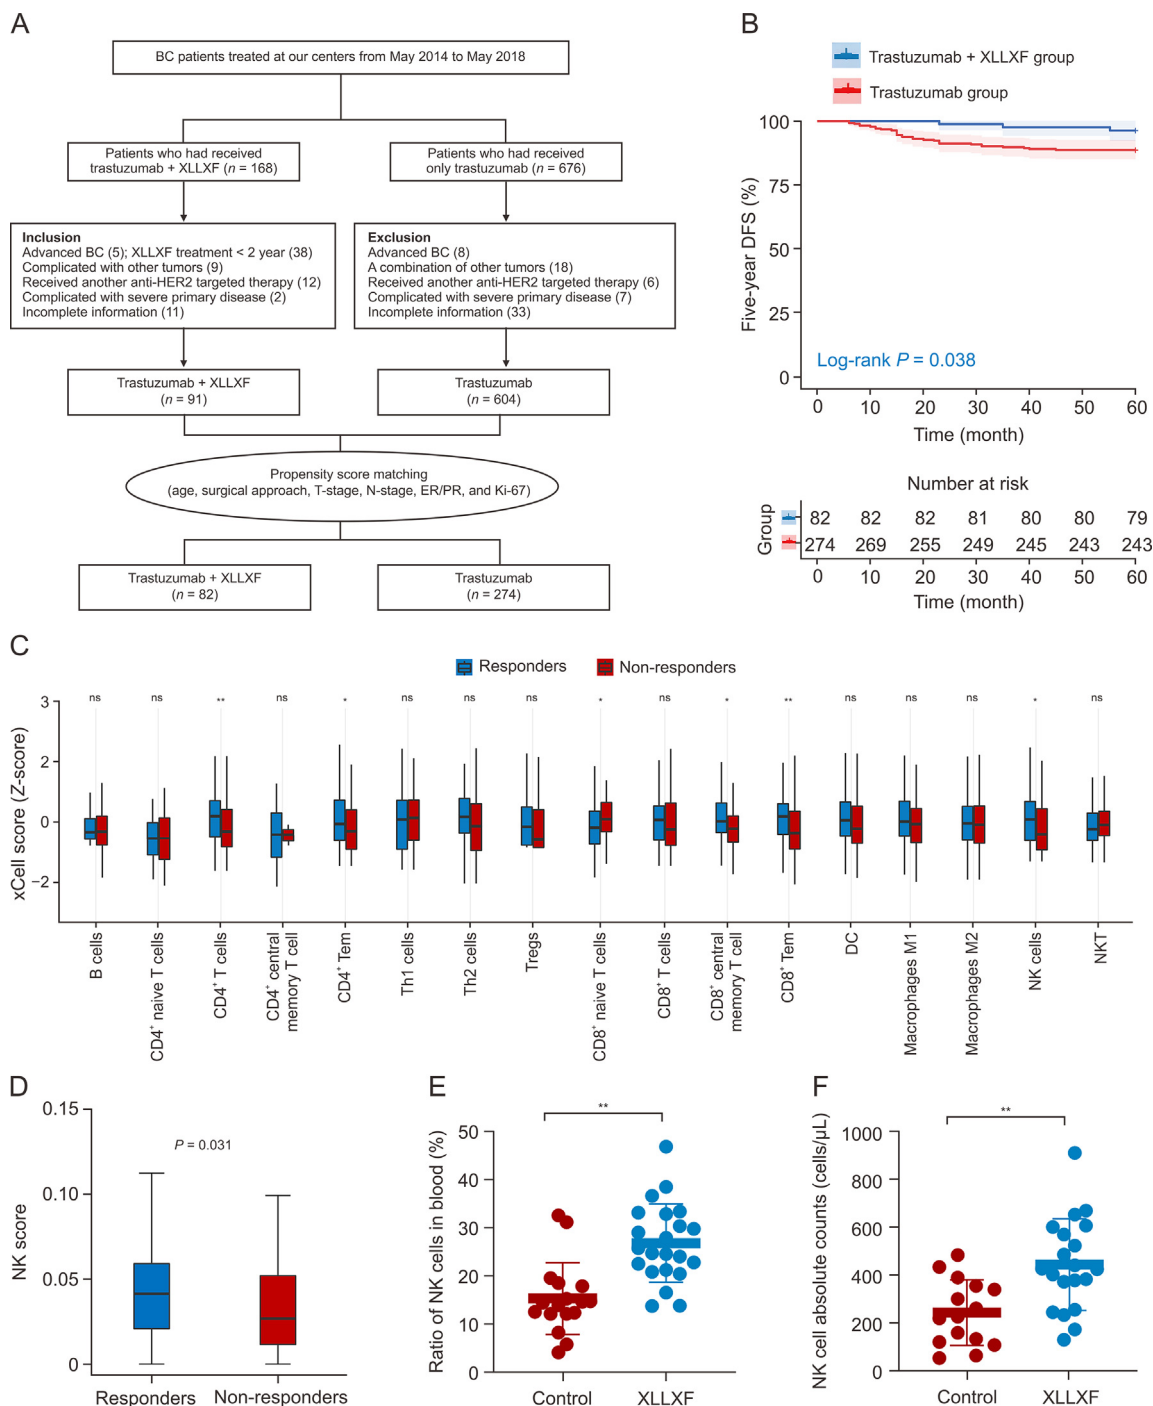 A
BC patients treated at our centers from May 2014 to May 2018
Patients who had received
trastuzumab + XLLXF (n = 168)
Patients who had received
only trastuzumab (n = 676)
Inclusion
Advanced BC (5); XLLXF treatment < 2 year (38)
Complicated with other tumors (9)
Received another anti-HER2 targeted therapy (12)
Complicated with severe primary disease (2)
Incomplete information (11)
Exclusion
Advanced BC (8)
A combination of other tumors (18)
Received another anti-HER2 targeted therapy (6)
Complicated with severe primary disease (7)
Incomplete information (33)
Trastuzumab + XLLXF
(n = 91)
Trastuzumab
(n = 604)
Propensity score matching
(age, surgical approach, T-stage, N-stage, ER/PR, and Ki-67)
Trastuzumab + XLLXF
(n = 82)
Trastuzumab
(n = 274)
B
Trastuzumab + XLLXF group
Trastuzumab group
Five-year DFS (%)
100
75
50
25
0
Log-rank P = 0.038
0 10 20 30 40 50 60
Time (month)
Number at risk
Group
82 82 82 81 80 80 79
274 269 255 249 245 243 243
0 10 20 30 40 50 60
Time (month)
C
Responders
Non-responders
xCell score (Z-score)
3
2
0
−2
ns ns ** ns * ns ns ns * ns * ** ns ns ns * ns
B cells
CD4+ naive T cells
CD4+ T cells
CD4+ central
memory T cell
CD4+ Tem
Th1 cells
Th2 cells
Tregs
CD8+ naive T cells
CD8+ T cells
CD8+ central
memory T cell
CD8+ Tem
DC
Macrophages M1
Macrophages M2
NK cells
NKT
D
NK score
0.15
0.10
0.05
0
P = 0.031
Responders
Non-responders
E
Ratio of NK cells in blood (%)
50
40
30
20
10
0
**
Control
XLLXF
F
NK cell absolute counts (cells/μL)
1000
800
600
400
200
0
**
Control
XLLXF